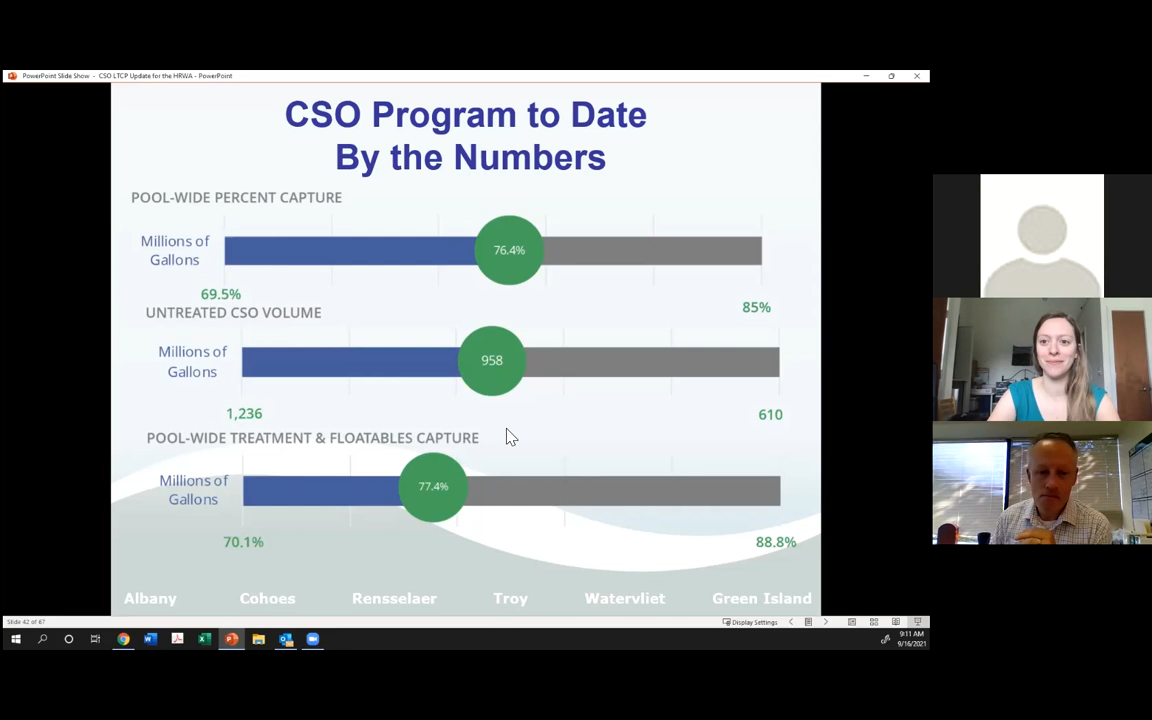 PowerPoint Slide Show - CSO LTCP Update for the HRWA - PowerPoint
CSO Program to Date
By the Numbers
POOL-WIDE PERCENT CAPTURE
Millions of
Gallons
76.4%
69.5%
85%
UNTREATED CSO VOLUME
Millions of
Gallons
958
1,236
610
POOL-WIDE TREATMENT & FLOATABLES CAPTURE
Millions of
Gallons
77.4%
70.1%
88.8%
Albany Cohoes Rensselaer Troy Watervliet Green Island
Slide 42 of 67
Display Settings
9:11 AM
9/16/2021